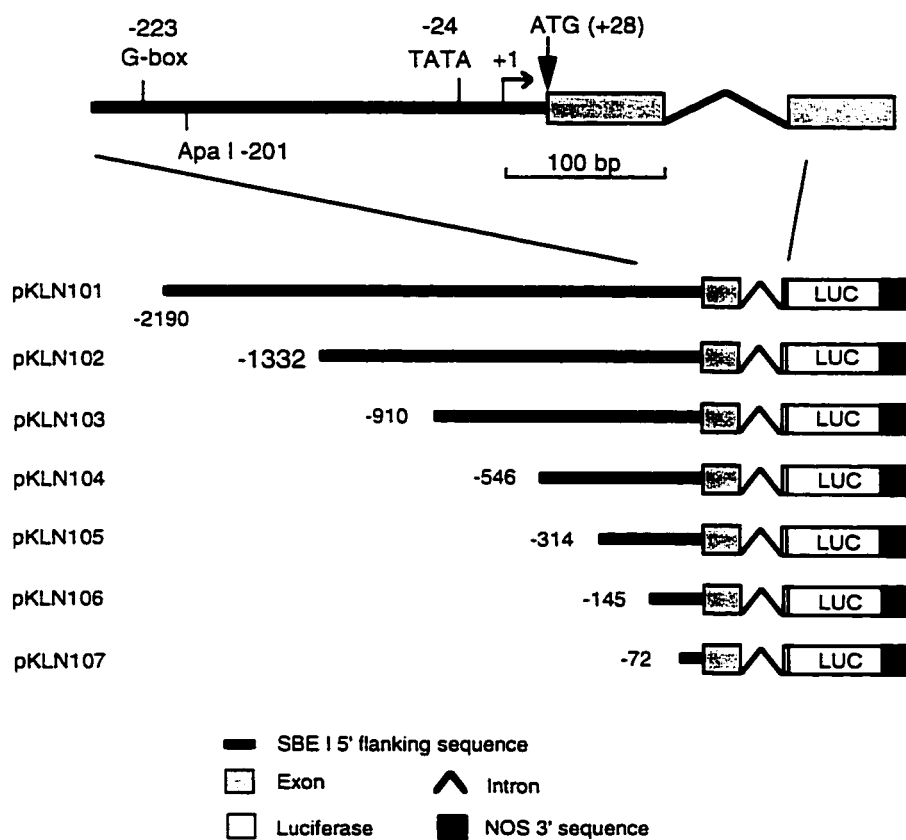 -223
G-box
-24
TATA
+1
ATG (+28)
Apa I -201
100 bp
pKLN101
-2190
LUC
pKLN102
-1332
LUC
pKLN103
-910
LUC
pKLN104
-546
LUC
pKLN105
-314
LUC
pKLN106
-145
LUC
pKLN107
-72
LUC
SBE I 5' flanking sequence
Exon
Intron
Luciferase
NOS 3' sequence